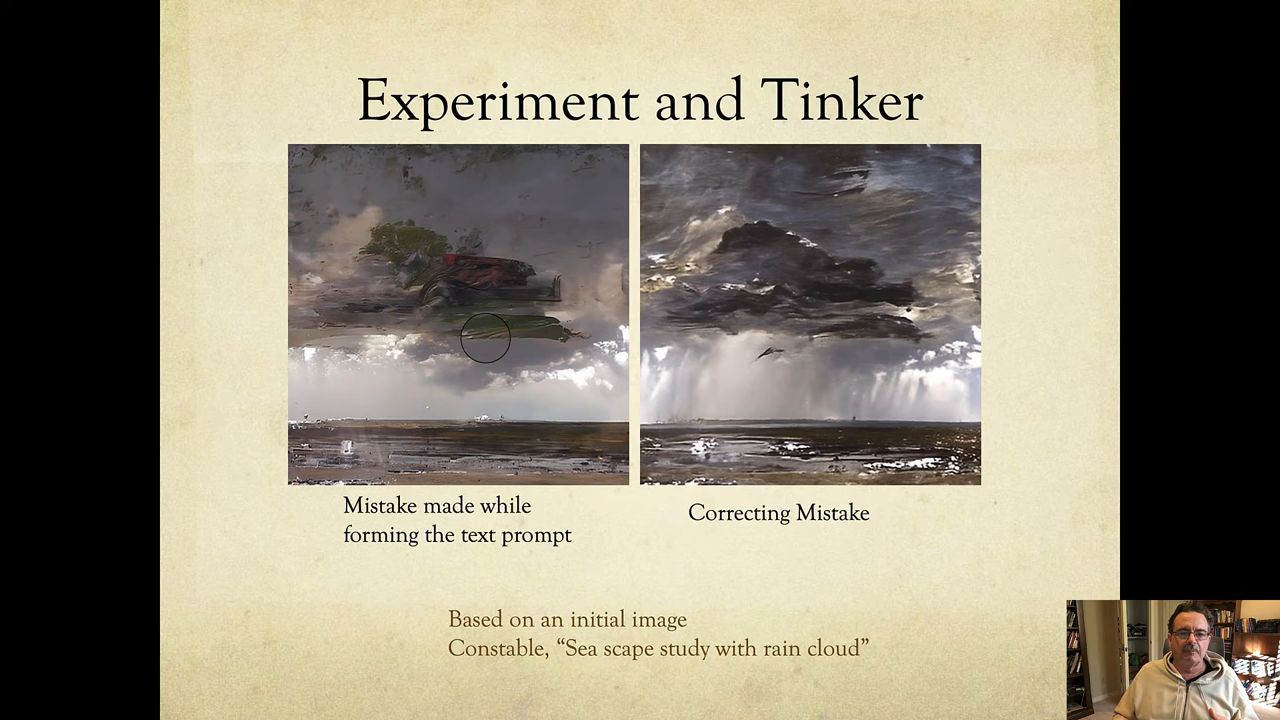 Experiment and Tinker
Mistake made while
forming the text prompt
Correcting Mistake
Based on an initial image
Constable, “Sea scape study with rain cloud”